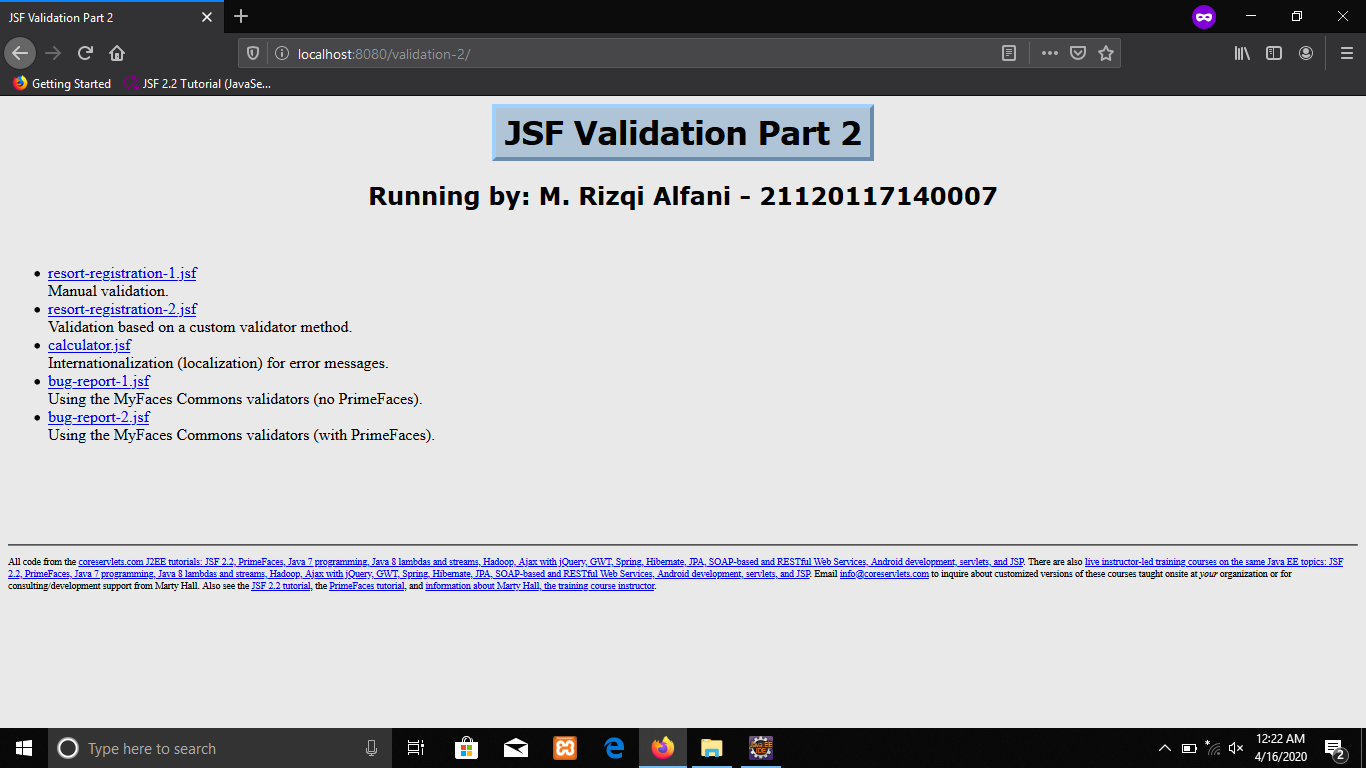 JSF Validation Part 2
localhost:8080/validation-2/
Getting Started
JSF 2.2 Tutorial (JavaSe...
JSF Validation Part 2
Running by: M. Rizqi Alfani - 21120117140007
resort-registration-1.jsf
Manual validation.
resort-registration-2.jsf
Validation based on a custom validator method.
calculator.jsf
Internationalization (localization) for error messages.
bug-report-1.jsf
Using the MyFaces Commons validators (no PrimeFaces).
bug-report-2.jsf
Using the MyFaces Commons validators (with PrimeFaces).
All code from the coreservlets.com J2EE tutorials: JSF 2.2, PrimeFaces, Java 7 programming, Java 8 lambdas and streams, Hadoop, Ajax with jQuery, GWT, Spring, Hibernate, JPA, SOAP-based and RESTful Web Services, Android development, servlets, and JSP. There are also live instructor-led training courses on the same Java EE topics: JSF
2.2, PrimeFaces, Java 7 programming, Java 8 lambdas and streams, Hadoop, Ajax with jQuery, GWT, Spring, Hibernate, JPA, SOAP-based and RESTful Web Services, Android development, servlets, and JSP. Email info@coreservlets.com to inquire about customized versions of these courses taught onsite at your organization or for
consulting/development support from Marty Hall. Also see the JSF 2.2 tutorial, the PrimeFaces tutorial, and information about Marty Hall, the training course instructor.
Type here to search
Java EE
IDE
12:22 AM
4/16/2020
2